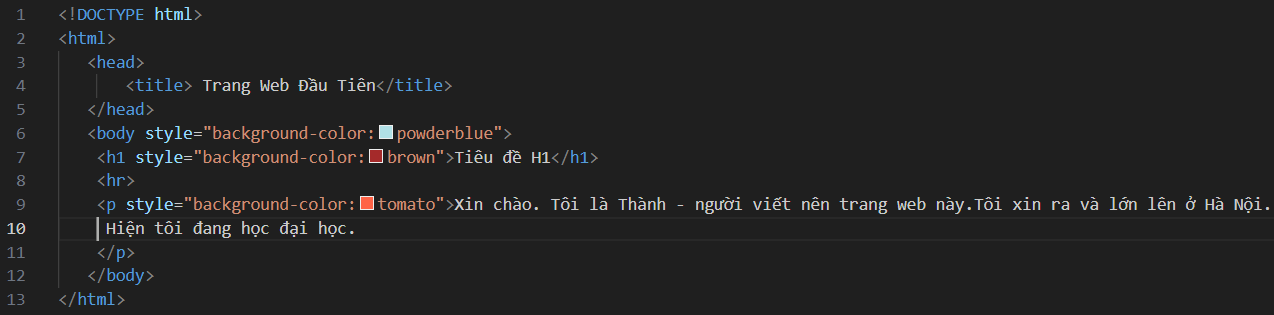 1 <!DOCTYPE html>
2 <html>
3 <head>
4 <title> Trang Web Đầu Tiên</title>
5 </head>
6 <body style="background-color:powderblue">
7 <h1 style="background-color:brown">Tiêu đề H1</h1>
8 <hr>
9 <p style="background-color:tomato">Xin chào. Tôi là Thành - người viết nên trang web này.Tôi xin ra và lớn lên ở Hà Nội.
10 Hiện tôi đang học đại học.
11 </p>
12 </body>
13 </html>